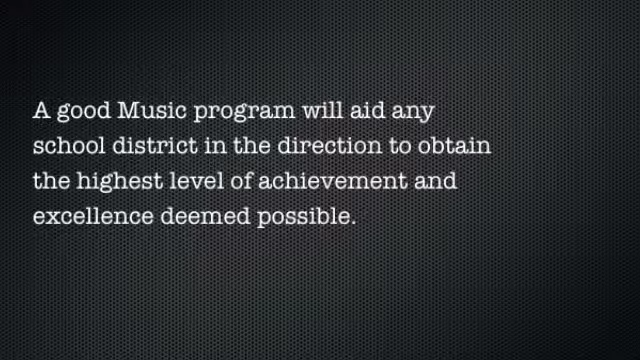 A good Music program will aid any
school district in the direction to obtain
the highest level of achievement and
excellence deemed possible.